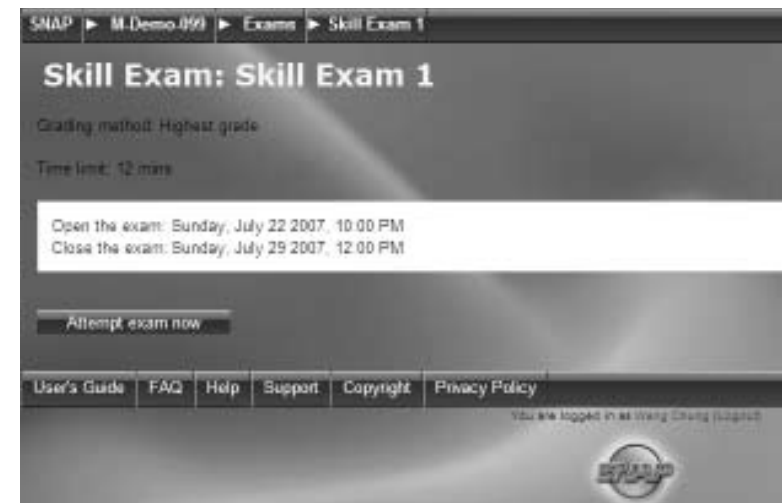 SNAP ► M-Demo-099 ► Exams ► Skill Exam 1
Skill Exam: Skill Exam 1
Grading method: Highest grade
Time limit: 12 mins
Open the exam: Sunday, July 22 2007, 10:00 PM
Close the exam: Sunday, July 29 2007, 12:00 PM
Attempt exam now
User's Guide FAQ Help Support Copyright Privacy Policy
You are logged in as Wang Chung (Logout)
SNAP